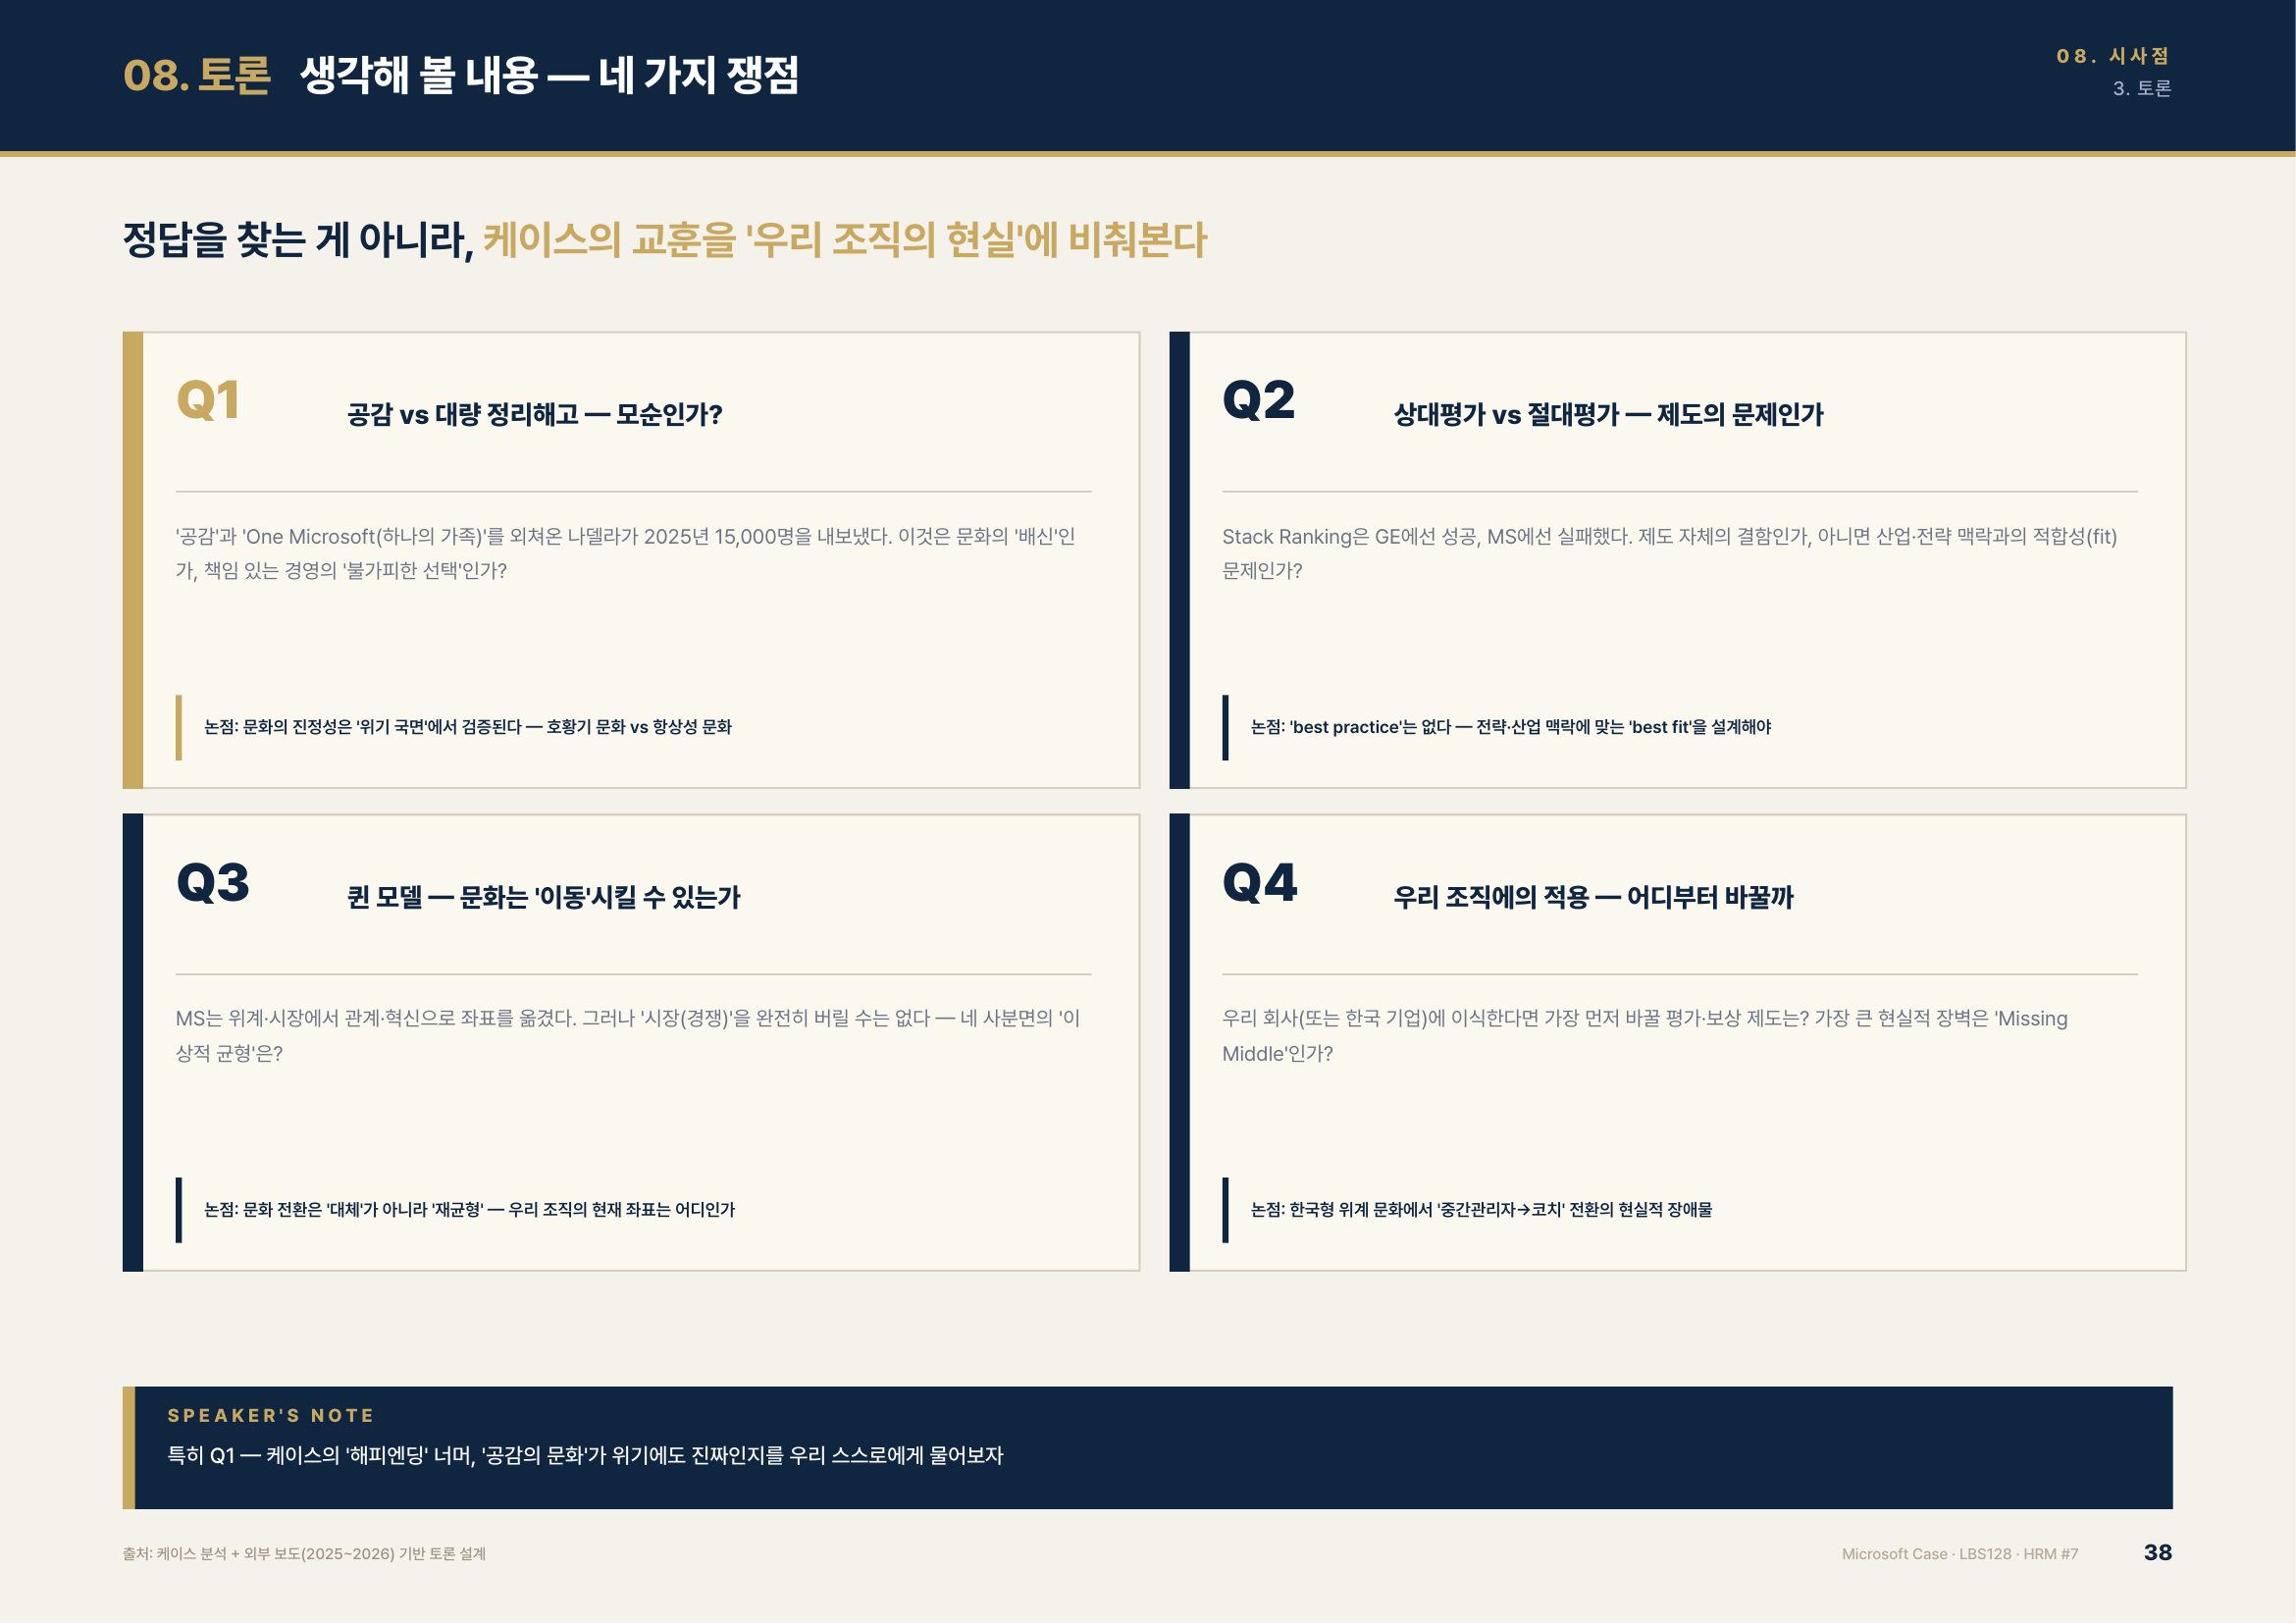 08. 토론 생각해 볼 내용 — 네 가지 쟁점
08. 시사점
3. 토론
정답을 찾는 게 아니라, 케이스의 교훈을 '우리 조직의 현실'에 비춰본다
Q1 공감 vs 대량 정리해고 — 모순인가?
'공감'과 'One Microsoft(하나의 가족)'를 외쳐온 나델라가 2025년 15,000명을 내보냈다. 이것은 문화의 '배신'인
가, 책임 있는 경영의 '불가피한 선택'인가?
논점: 문화의 진정성은 '위기 국면'에서 검증된다 — 호황기 문화 vs 항상성 문화
Q2 상대평가 vs 절대평가 — 제도의 문제인가
Stack Ranking은 GE에선 성공, MS에선 실패했다. 제도 자체의 결함인가, 아니면 산업·전략 맥락과의 적합성(fit)
문제인가?
논점: 'best practice'는 없다 — 전략·산업 맥락에 맞는 'best fit'을 설계해야
Q3 퀸 모델 — 문화는 '이동'시킬 수 있는가
MS는 위계·시장에서 관계·혁신으로 좌표를 옮겼다. 그러나 '시장(경쟁)'을 완전히 버릴 수는 없다 — 네 사분면의 '이
상적 균형'은?
논점: 문화 전환은 '대체'가 아니라 '재균형' — 우리 조직의 현재 좌표는 어디인가
Q4 우리 조직에의 적용 — 어디부터 바꿀까
우리 회사(또는 한국 기업)에 이식한다면 가장 먼저 바꿀 평가·보상 제도는? 가장 큰 현실적 장벽은 'Missing
Middle'인가?
논점: 한국형 위계 문화에서 '중간관리자→코치' 전환의 현실적 장애물
SPEAKER'S NOTE
특히 Q1 — 케이스의 '해피엔딩' 너머, '공감의 문화'가 위기에도 진짜인지를 우리 스스로에게 물어보자
출처: 케이스 분석 + 외부 보도(2025~2026) 기반 토론 설계
Microsoft Case · LBS128 · HRM #7 38